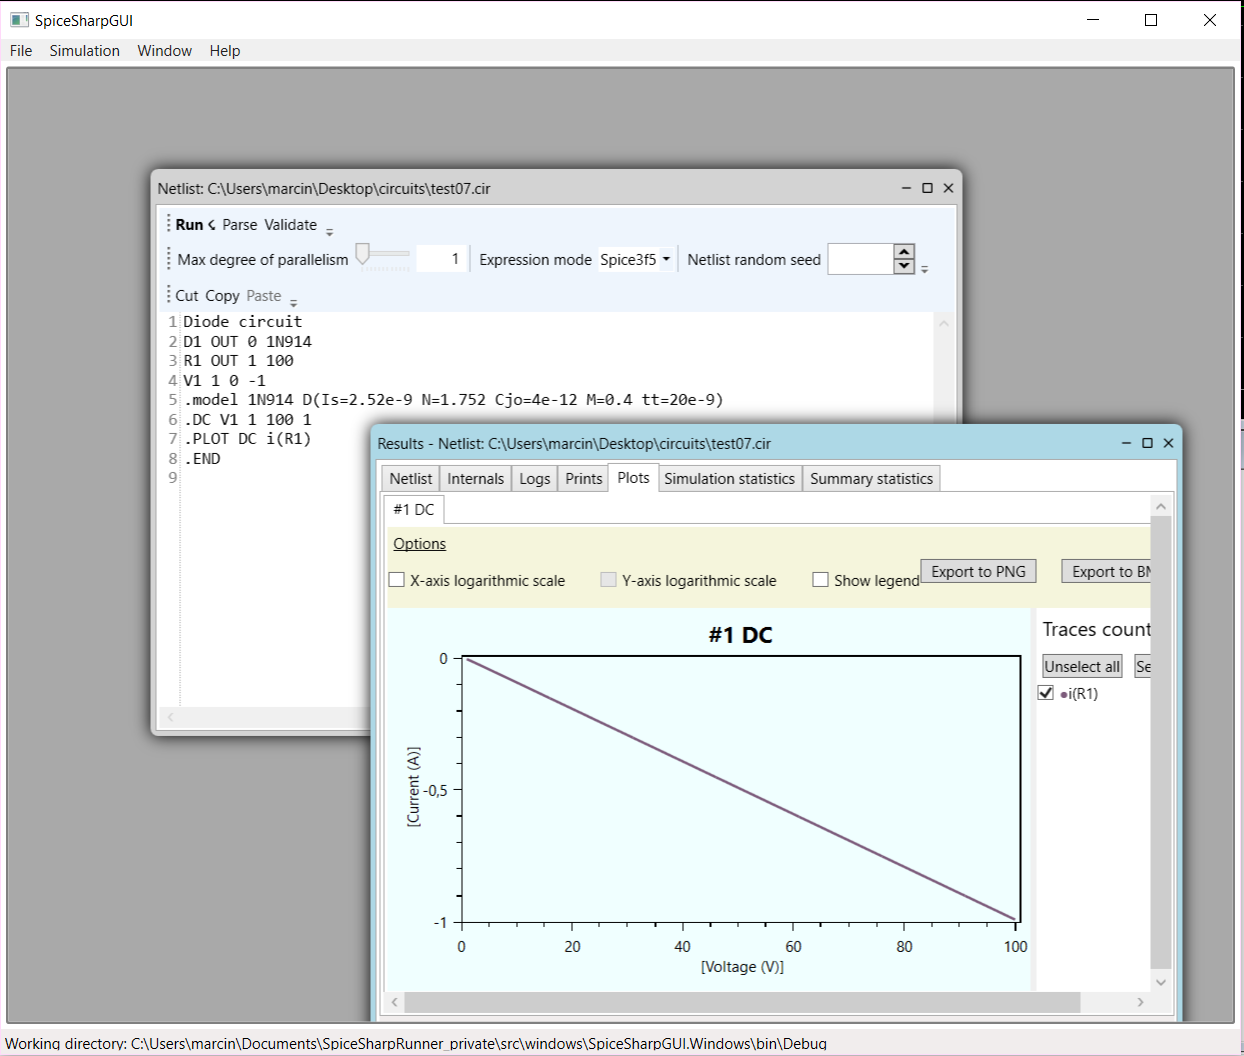 SpiceSharpGUI
File Simulation Window Help
Netlist: C:\Users\marcin\Desktop\circuits\test07.cir
Run Parse Validate
Max degree of parallelism 1 Expression mode Spice3f5 Netlist random seed
Cut Copy Paste
1 Diode circuit
2 D1 OUT 0 1N914
3 R1 OUT 1 100
4 V1 1 0 -1
5 .model 1N914 D(Is=2.52e-9 N=1.752 Cjo=4e-12 M=0.4 tt=20e-9)
6 .DC V1 1 100 1
7 .PLOT DC i(R1)
8 .END
9
Results - Netlist: C:\Users\marcin\Desktop\circuits\test07.cir
Netlist Internals Logs Prints Plots Simulation statistics Summary statistics
#1 DC
Options
X-axis logarithmic scale Y-axis logarithmic scale Show legend Export to PNG Export to
#1 DC
Traces count
Unselect all
i(R1)
0
-0,5
-1
[Current (A)]
0 20 40 60 80 100
[Voltage (V)]
Working directory: C:\Users\marcin\Documents\SpiceSharpRunner_private\src\windows\SpiceSharpGUI.Windows\bin\Debug